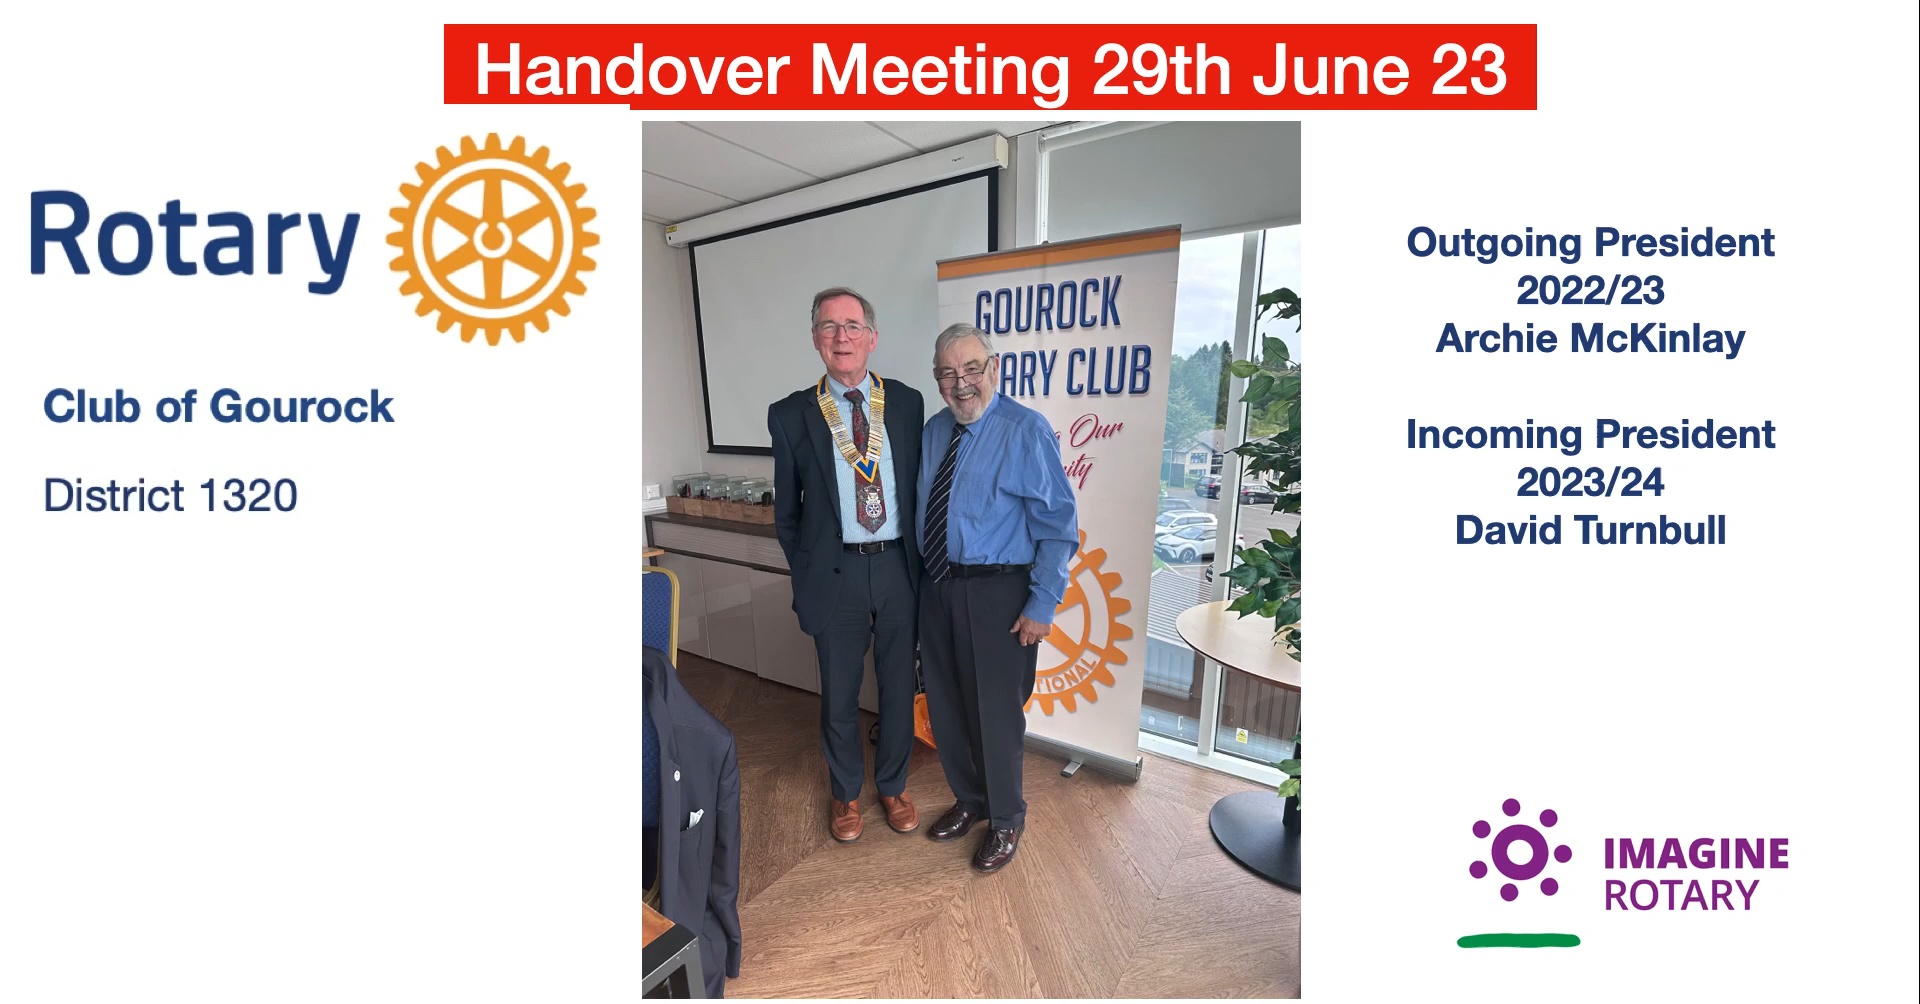 Handover Meeting 29th June 23
Rotary
Club of Gourock
District 1320
GOUROCK
ARY CLUB
Our
Outgoing President
2022/23
Archie McKinlay
Incoming President
2023/24
David Turnbull
IMAGINE
ROTARY